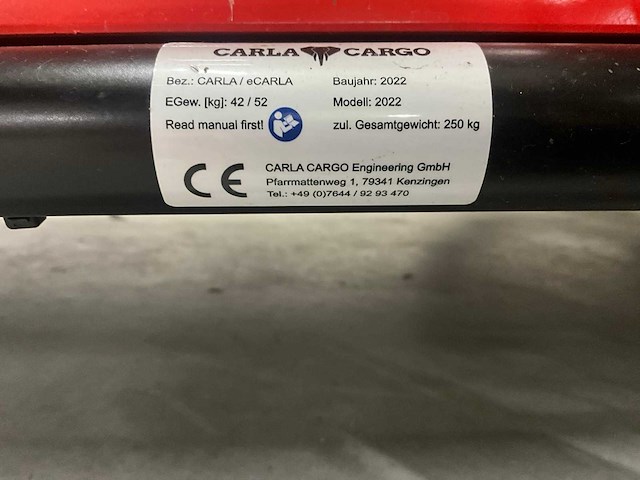 CARLA CARGO
Bez.: CARLA / eCARLA Baujahr: 2022
EGew. [kg]: 42 / 52 Modell: 2022
Read manual first! zul. Gesamtgewicht: 250 kg
CE CARLA CARGO Engineering GmbH
Pfarrmattenweg 1, 79341 Kenzingen
Tel.: +49 (0)7644 / 92 93 470